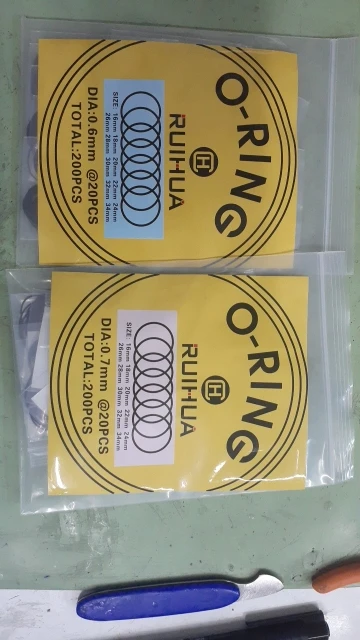 O-RING
H
RUIHUA
SIZE: 16mm 18mm 20mm 22mm 24mm
26mm 28mm 30mm 32mm 34mm
DIA:0.6mm @20PCS
TOTAL:200PCS
O-RING
H
RUIHUA
SIZE: 16mm 18mm 20mm 22mm 24mm
26mm 28mm 30mm 32mm 34mm
DIA:0.7mm @20PCS
TOTAL:200PCS